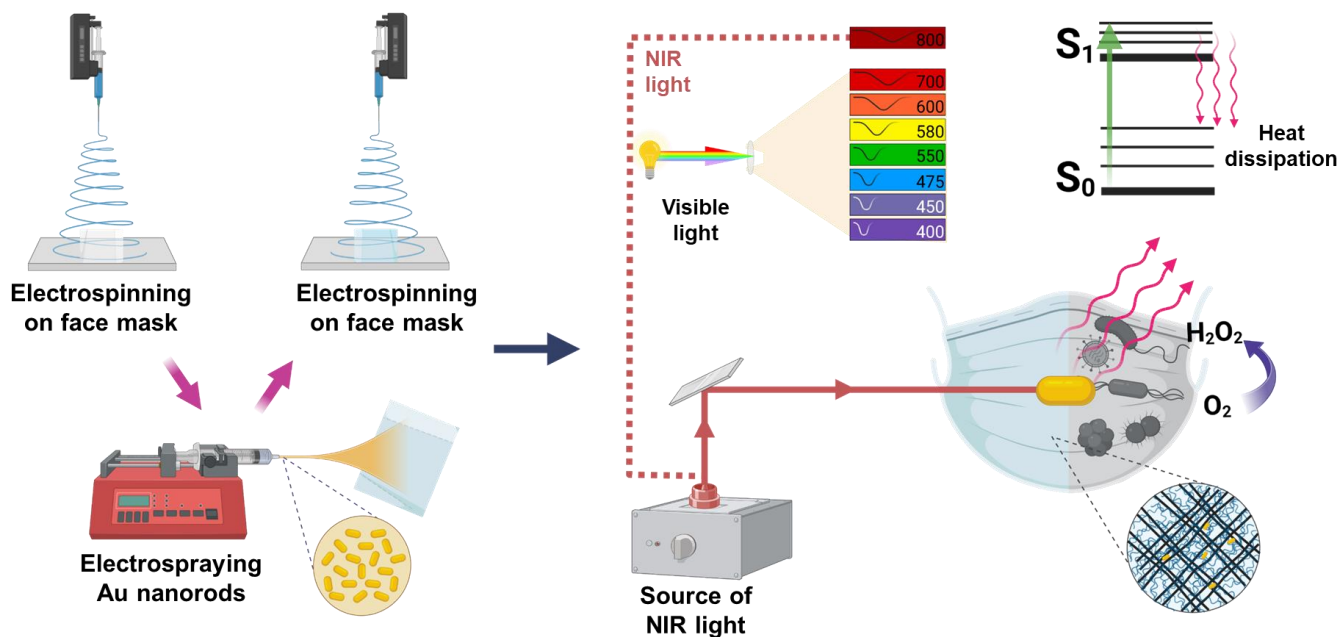 Electrospinning
on face mask
Electrospinning
on face mask
Electrospraying
Au nanorods
NIR
light
Visible
light
800
700
600
580
550
475
450
400
Source of
NIR light
S₁
S₀
Heat
dissipation
H₂O₂
O₂